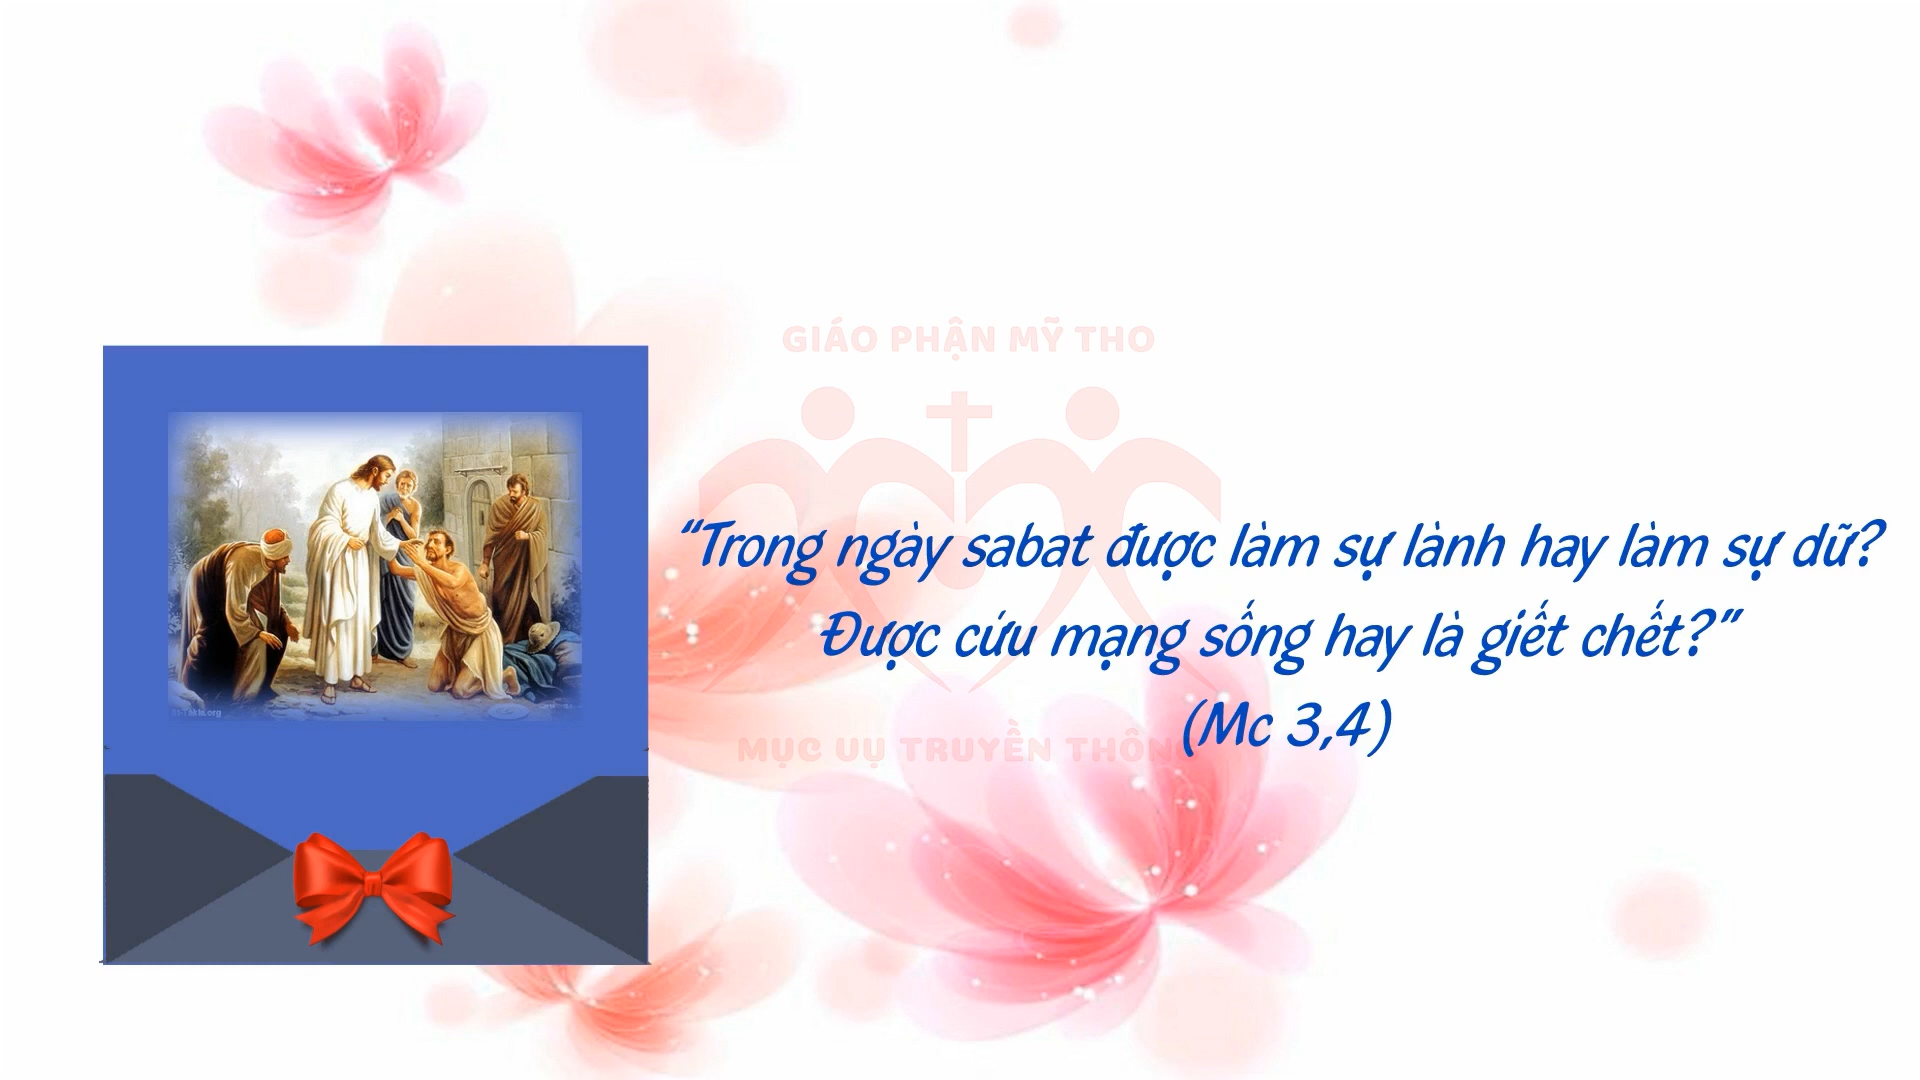 GIÁO PHẬN MỸ THO
“Trong ngày sabat được làm sự lành hay làm sự dữ?
Được cứu mạng sống hay là giết chết?”
(Mc 3,4)
MỤC VỤ TRUYỀN THÔN